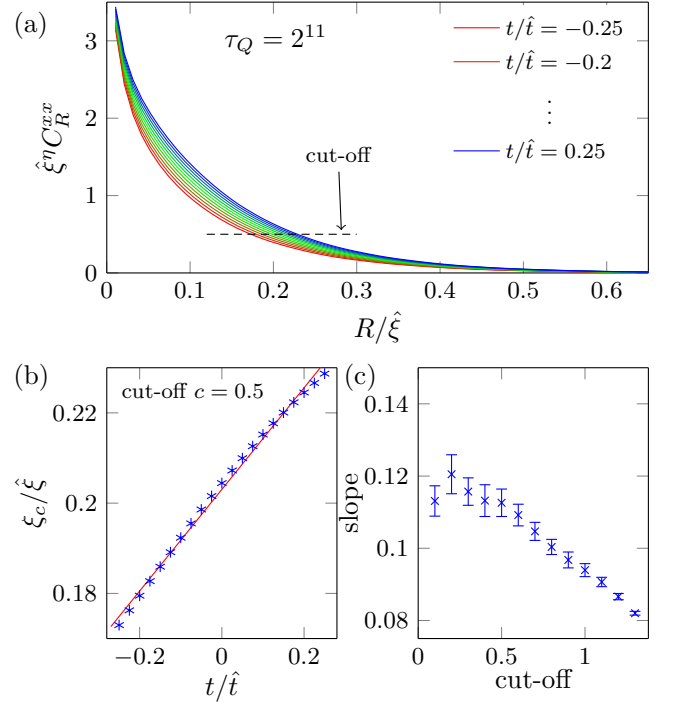 (a)
τ_Q = 2^11
t/t̂ = −0.25
t/t̂ = −0.2
⋮
t/t̂ = 0.25
cut-off
ξ̂^η C_R^xx
3
2
1
0
0 0.1 0.2 0.3 0.4 0.5 0.6
R/ξ̂
(b)
cut-off c = 0.5
ξ_c/ξ̂
0.22
0.2
0.18
−0.2 0 0.2
t/t̂
(c)
slope
0.14
0.12
0.1
0.08
0 0.5 1
cut-off